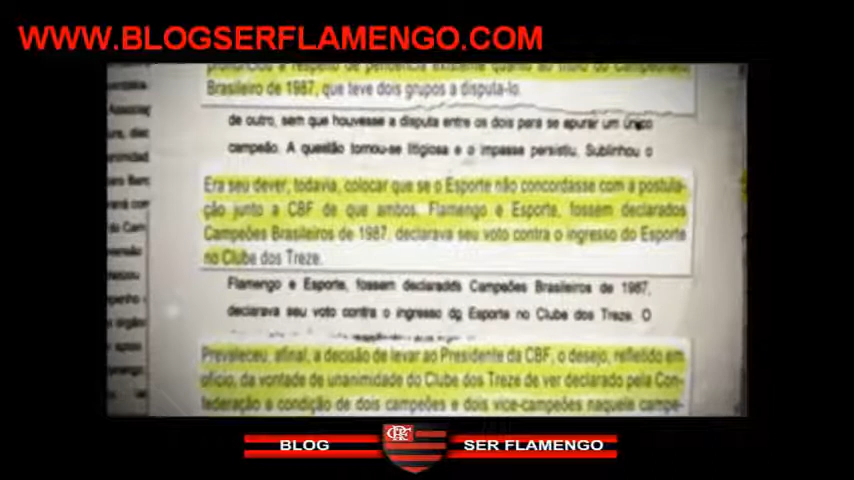 WWW.BLOGSERFLAMENGO.COM
Brasileiro de 1987, que teve dois grupos a disputa-lo.
de outro, sem que houvesse a disputa entre os dois para se apurar um único
campeão. A questão tornou-se litigiosa e o impasse persistiu. Sublinhou o
Era seu dever, todavia, colocar que se o Esporte não concordasse com a postula-
ção junto a CBF de que ambos, Flamengo e Esporte, fossem declarados
Campeões Brasileiros de 1987, declarava seu voto contra o ingresso do Esporte
no Clube dos Treze.
Flamengo e Esporte, fossem declarados Campeões Brasileiros de 1987,
declarava seu voto contra o ingresso do Esporte no Clube dos Treze. O
Prevaleceu, afinal, a decisão de levar ao Presidente da CBF, o desejo, refletido em
ofício, da vontade de unanimidade do Clube dos Treze de ver declarado pela Con-
federação a condição de dois campeões e dois vice-campeões naquele campe-
BLOG SER FLAMENGO